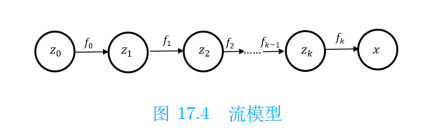 z₀ f₀ z₁ f₁ z₂ f₂ ...... fₖ₋₁ zₖ fₖ x
图 17.4 流模型